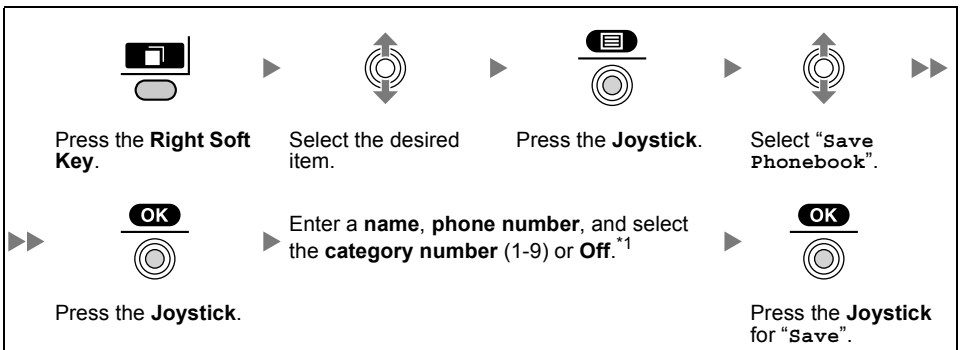 Press the Right Soft
Key.
Select the desired
item.
Press the Joystick.
Select “Save
Phonebook”.
OK
Press the Joystick.
Enter a name, phone number, and select
the category number (1-9) or Off.*1
OK
Press the Joystick
for “Save”.